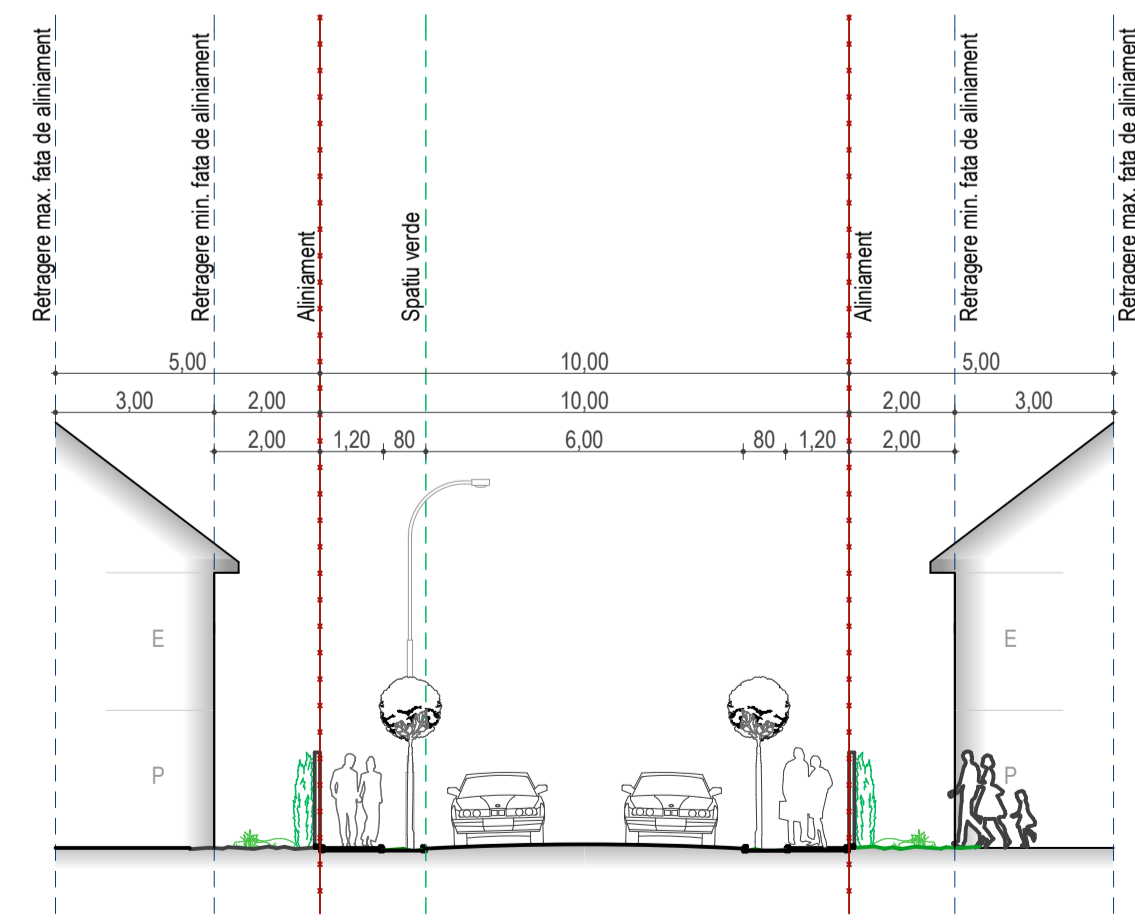 Retragere max. fata de aliniament
Retragere min. fata de aliniament
Aliniament
Spatiu verde
Aliniament
Retragere min. fata de aliniament
Retragere max. fata de aliniament
5,00 10,00 5,00
3,00 2,00 10,00 2,00 3,00
2,00 1,20 80 6,00 80 1,20 2,00
E E
P P